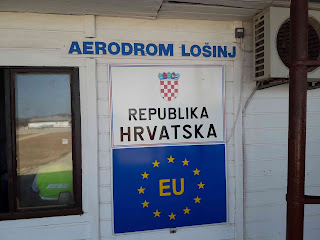 AERODROM LOŠINJ
REPUBLIKA
HRVATSKA
EU